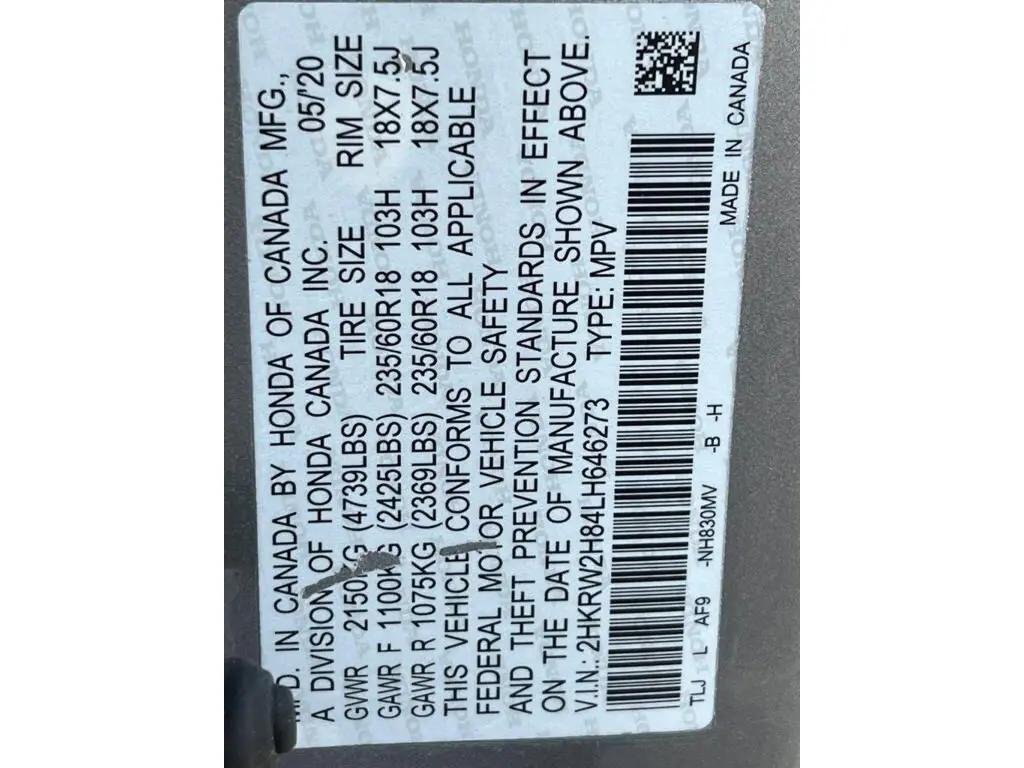 MFD. IN CANADA BY HONDA OF CANADA MFG.,
A DIVISION OF HONDA CANADA INC. 05/'20
GVWR 2150KG (4739LBS) TIRE SIZE RIM SIZE
GAWR F 1100KG (2425LBS) 235/60R18 103H 18X7.5J
GAWR R 1075KG (2369LBS) 235/60R18 103H 18X7.5J
THIS VEHICLE CONFORMS TO ALL APPLICABLE
FEDERAL MOTOR VEHICLE SAFETY
AND THEFT PREVENTION STANDARDS IN EFFECT
ON THE DATE OF MANUFACTURE SHOWN ABOVE.
V.I.N.: 2HKRW2H84LH646273 TYPE: MPV
TLJ L AF9 -NH830MV -B -H MADE IN CANADA